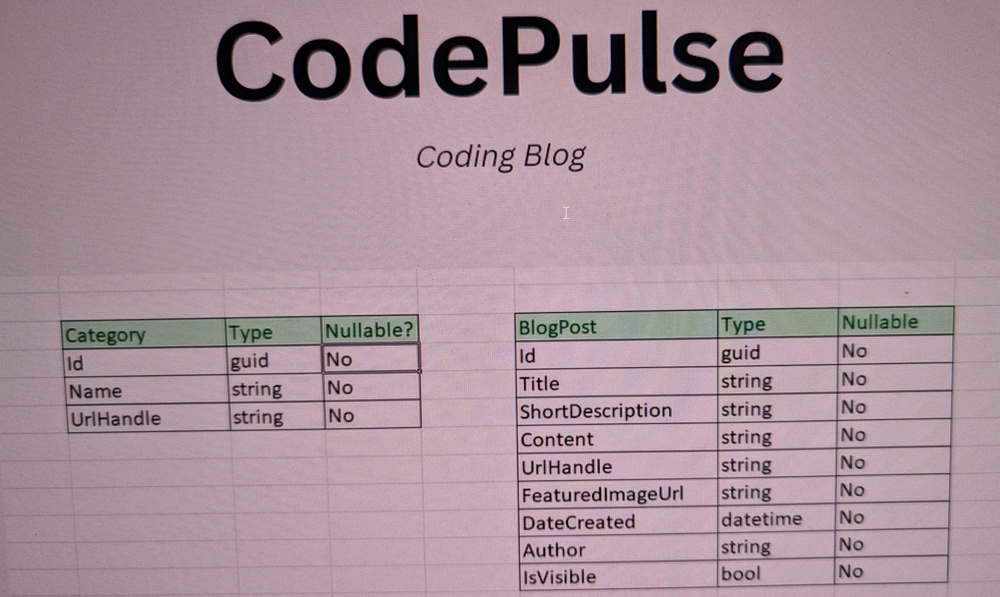 CodePulse
Coding Blog
Category Type Nullable?
Id guid No
Name string No
UrlHandle string No
BlogPost Type Nullable
Id guid No
Title string No
ShortDescription string No
Content string No
UrlHandle string No
FeaturedImageUrl string No
DateCreated datetime No
Author string No
IsVisible bool No